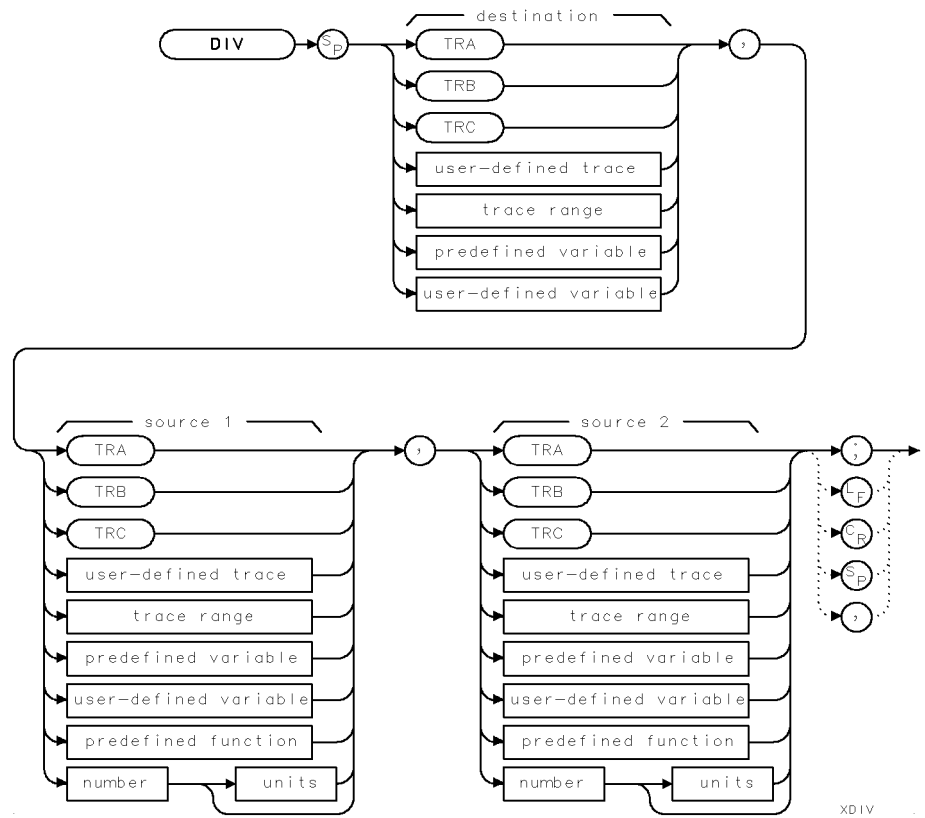 destination
DIV SP TRA ,
TRB
TRC
user-defined trace
trace range
predefined variable
user-defined variable
source 1
source 2
TRA , TRA ;
TRB TRB LF
TRC TRC CR
user-defined trace user-defined trace SP
trace range trace range ,
predefined variable predefined variable
user-defined variable user-defined variable
predefined function predefined function
number units number units
XDIV